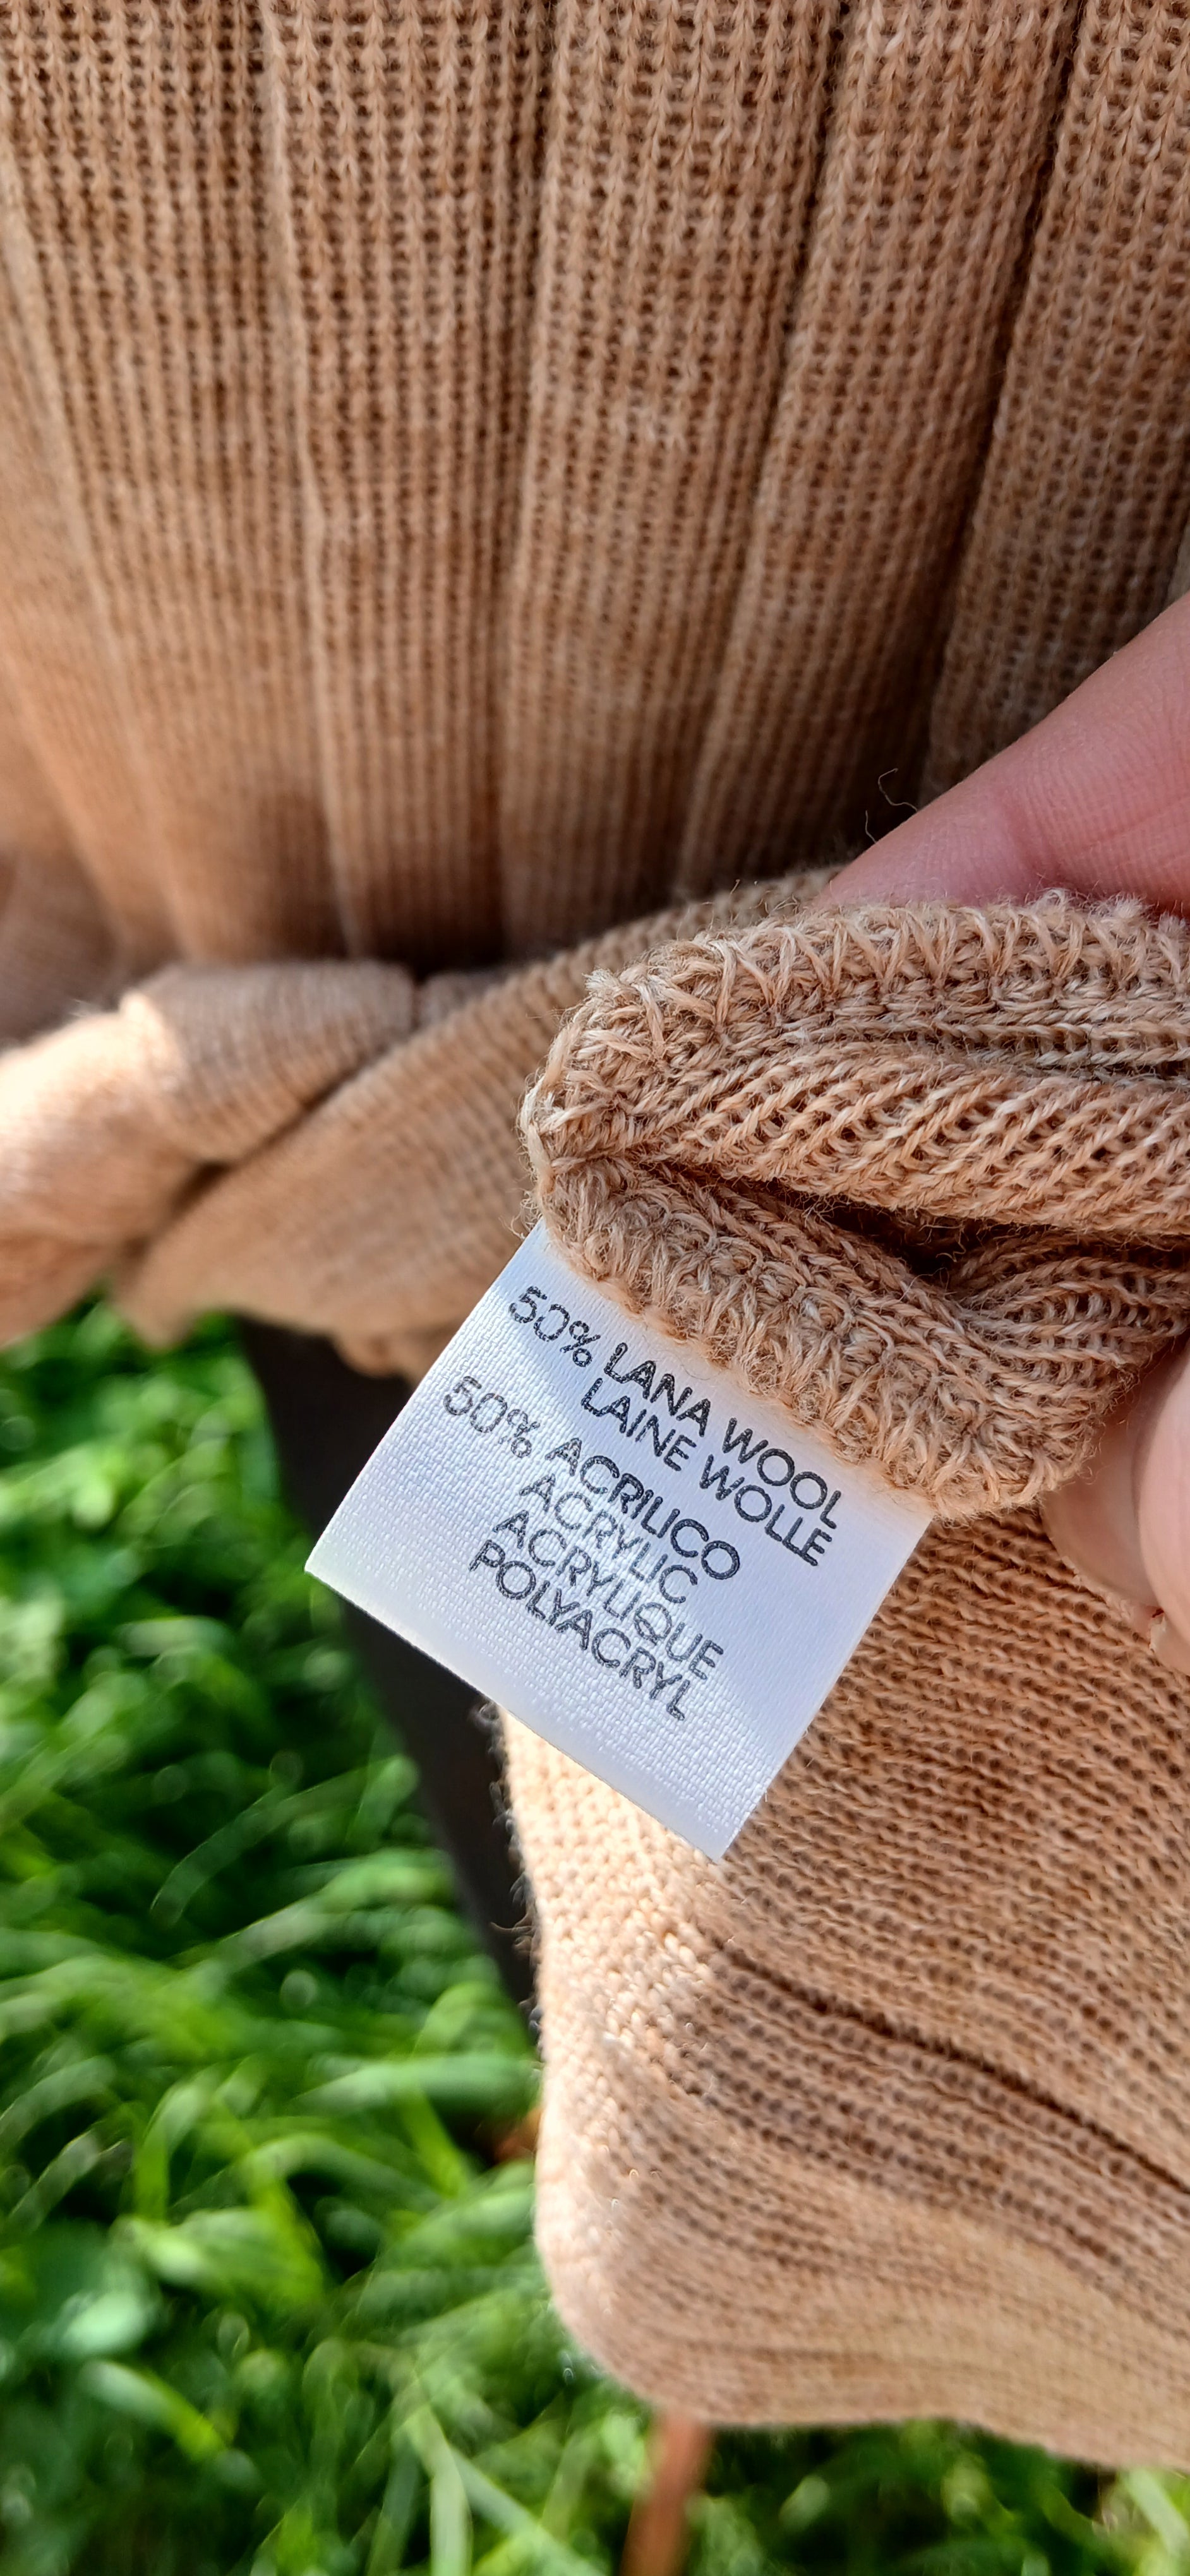 50% LANA WOOL
LAINE WOLLE
50% ACRILICO
ACRYLIC
ACRYLIQUE
POLYACRYL